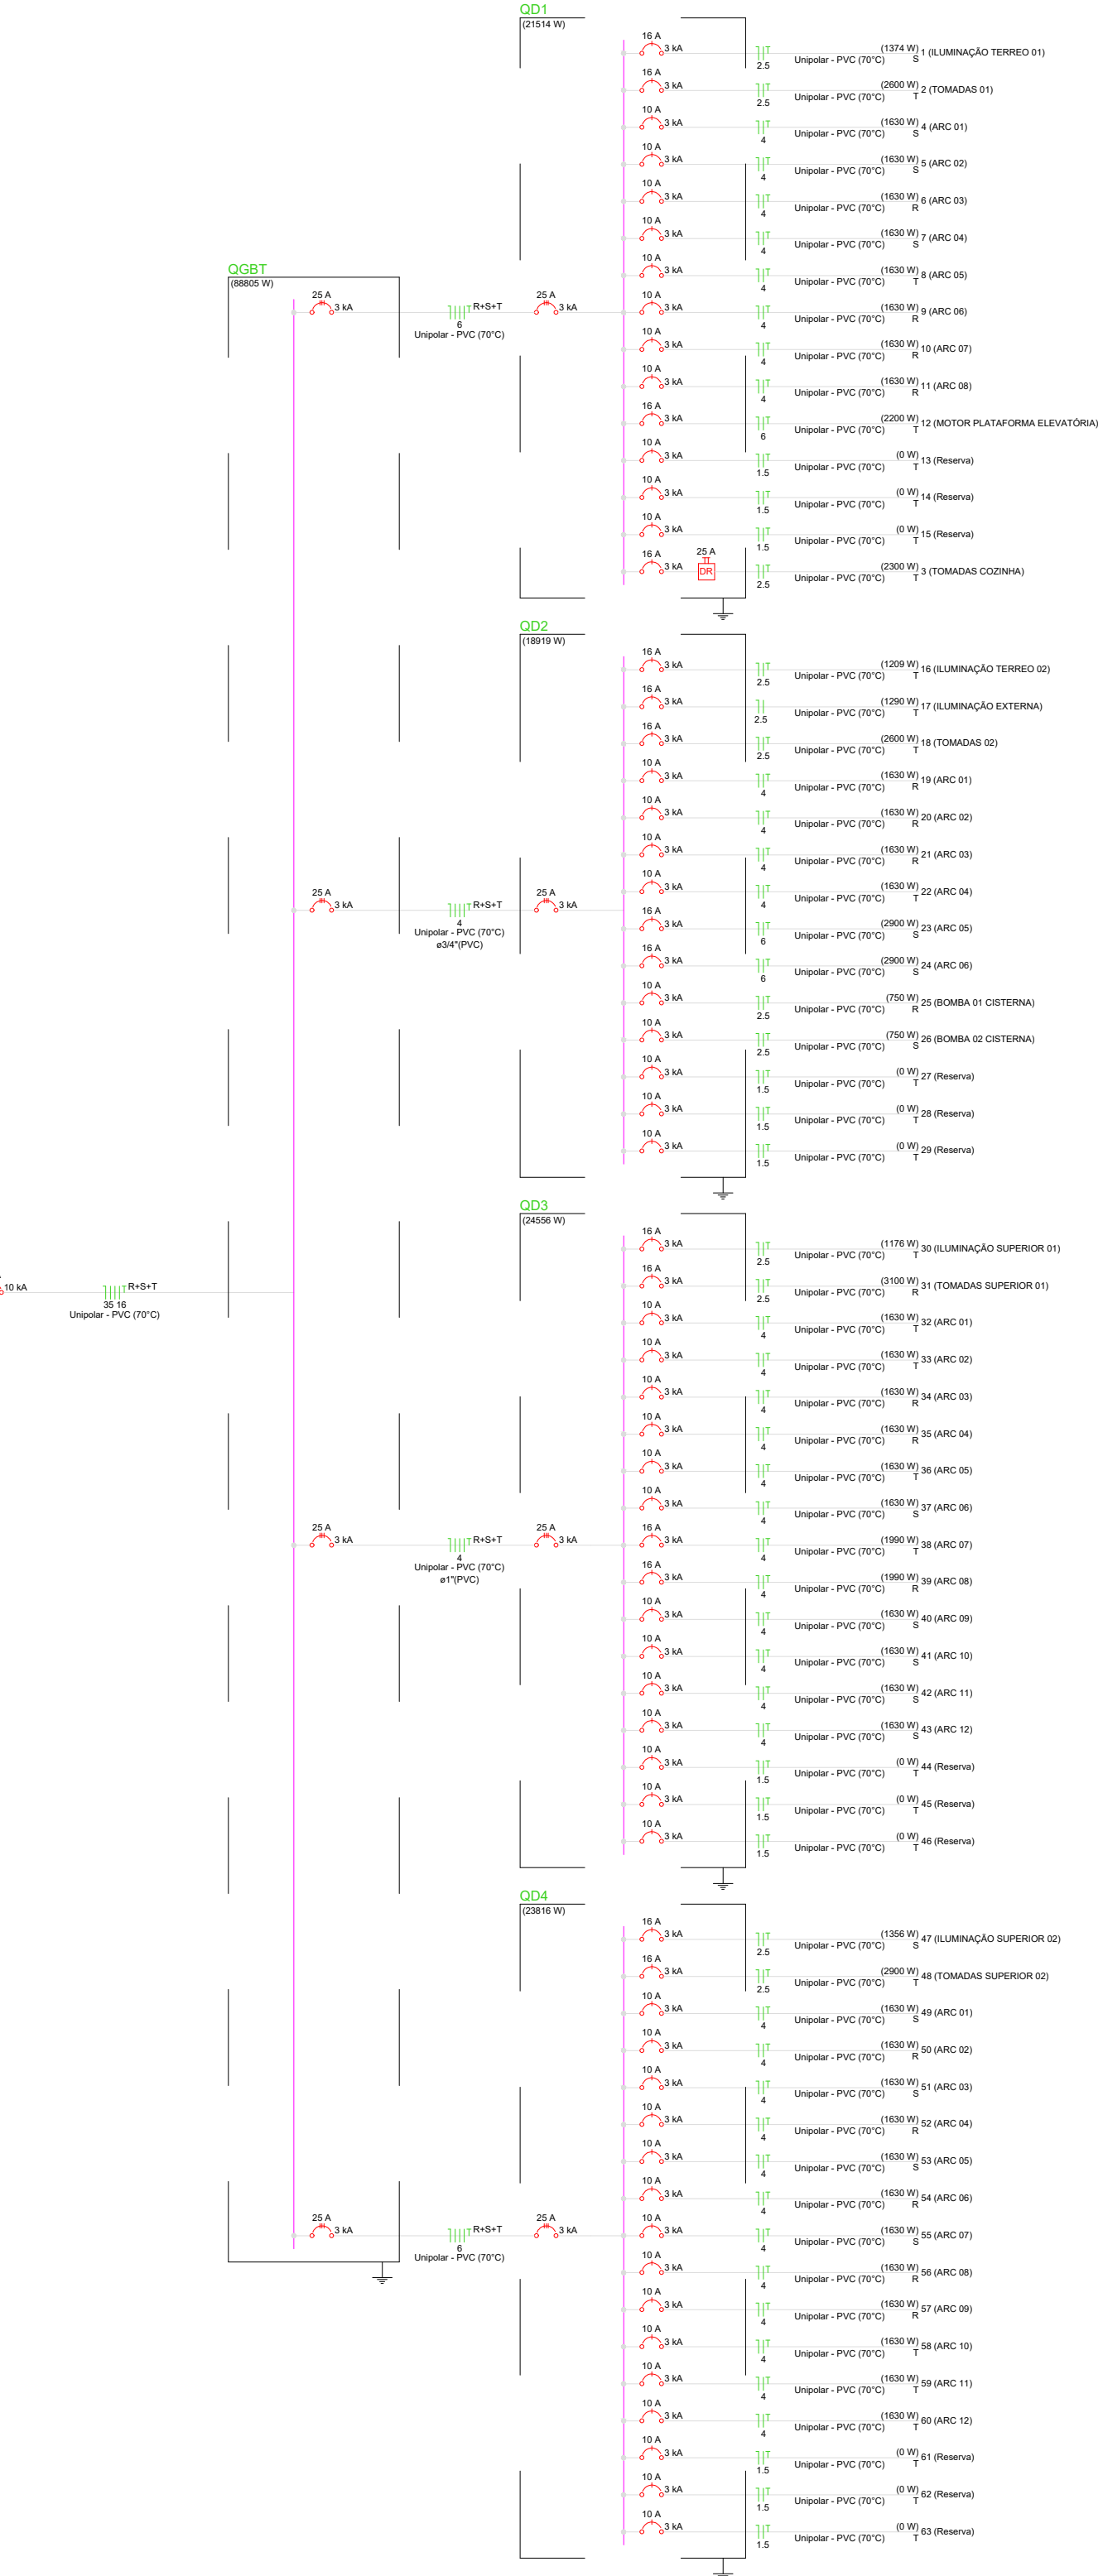 QGBT
(88805 W)
10 kA
R+S+T
35 16
Unipolar - PVC (70°C)
25 A
3 kA
R+S+T
6
Unipolar - PVC (70°C)
25 A
3 kA
QD1
(21514 W)
16 A 3 kA T 2.5 Unipolar - PVC (70°C) (1374 W) S 1 (ILUMINAÇÃO TERREO 01)
16 A 3 kA T 2.5 Unipolar - PVC (70°C) (2600 W) T 2 (TOMADAS 01)
10 A 3 kA T 4 Unipolar - PVC (70°C) (1630 W) S 4 (ARC 01)
10 A 3 kA T 4 Unipolar - PVC (70°C) (1630 W) S 5 (ARC 02)
10 A 3 kA T 4 Unipolar - PVC (70°C) (1630 W) R 6 (ARC 03)
10 A 3 kA T 4 Unipolar - PVC (70°C) (1630 W) S 7 (ARC 04)
10 A 3 kA T 4 Unipolar - PVC (70°C) (1630 W) T 8 (ARC 05)
10 A 3 kA T 4 Unipolar - PVC (70°C) (1630 W) R 9 (ARC 06)
10 A 3 kA T 4 Unipolar - PVC (70°C) (1630 W) R 10 (ARC 07)
10 A 3 kA T 4 Unipolar - PVC (70°C) (1630 W) R 11 (ARC 08)
16 A 3 kA T 6 Unipolar - PVC (70°C) (2200 W) T 12 (MOTOR PLATAFORMA ELEVATÓRIA)
10 A 3 kA T 1.5 Unipolar - PVC (70°C) (0 W) T 13 (Reserva)
10 A 3 kA T 1.5 Unipolar - PVC (70°C) (0 W) T 14 (Reserva)
10 A 3 kA T 1.5 Unipolar - PVC (70°C) (0 W) T 15 (Reserva)
16 A 3 kA 25 A DR T 2.5 Unipolar - PVC (70°C) (2300 W) T 3 (TOMADAS COZINHA)
25 A
3 kA
R+S+T
4
Unipolar - PVC (70°C)
ø3/4"(PVC)
25 A
3 kA
QD2
(18919 W)
16 A 3 kA T 2.5 Unipolar - PVC (70°C) (1209 W) T 16 (ILUMINAÇÃO TERREO 02)
16 A 3 kA 2.5 Unipolar - PVC (70°C) (1290 W) T 17 (ILUMINAÇÃO EXTERNA)
16 A 3 kA T 2.5 Unipolar - PVC (70°C) (2600 W) T 18 (TOMADAS 02)
10 A 3 kA T 4 Unipolar - PVC (70°C) (1630 W) R 19 (ARC 01)
10 A 3 kA T 4 Unipolar - PVC (70°C) (1630 W) R 20 (ARC 02)
10 A 3 kA T 4 Unipolar - PVC (70°C) (1630 W) R 21 (ARC 03)
10 A 3 kA T 4 Unipolar - PVC (70°C) (1630 W) T 22 (ARC 04)
16 A 3 kA T 6 Unipolar - PVC (70°C) (2900 W) S 23 (ARC 05)
16 A 3 kA T 6 Unipolar - PVC (70°C) (2900 W) S 24 (ARC 06)
10 A 3 kA T 2.5 Unipolar - PVC (70°C) (750 W) R 25 (BOMBA 01 CISTERNA)
10 A 3 kA T 2.5 Unipolar - PVC (70°C) (750 W) S 26 (BOMBA 02 CISTERNA)
10 A 3 kA T 1.5 Unipolar - PVC (70°C) (0 W) T 27 (Reserva)
10 A 3 kA T 1.5 Unipolar - PVC (70°C) (0 W) T 28 (Reserva)
10 A 3 kA T 1.5 Unipolar - PVC (70°C) (0 W) T 29 (Reserva)
25 A
3 kA
R+S+T
4
Unipolar - PVC (70°C)
ø1"(PVC)
25 A
3 kA
QD3
(24556 W)
16 A 3 kA T 2.5 Unipolar - PVC (70°C) (1176 W) T 30 (ILUMINAÇÃO SUPERIOR 01)
16 A 3 kA T 2.5 Unipolar - PVC (70°C) (3100 W) R 31 (TOMADAS SUPERIOR 01)
10 A 3 kA T 4 Unipolar - PVC (70°C) (1630 W) T 32 (ARC 01)
10 A 3 kA T 4 Unipolar - PVC (70°C) (1630 W) T 33 (ARC 02)
10 A 3 kA T 4 Unipolar - PVC (70°C) (1630 W) R 34 (ARC 03)
10 A 3 kA T 4 Unipolar - PVC (70°C) (1630 W) R 35 (ARC 04)
10 A 3 kA T 4 Unipolar - PVC (70°C) (1630 W) T 36 (ARC 05)
10 A 3 kA T 4 Unipolar - PVC (70°C) (1630 W) S 37 (ARC 06)
16 A 3 kA T 4 Unipolar - PVC (70°C) (1990 W) T 38 (ARC 07)
16 A 3 kA T 4 Unipolar - PVC (70°C) (1990 W) R 39 (ARC 08)
10 A 3 kA T 4 Unipolar - PVC (70°C) (1630 W) S 40 (ARC 09)
10 A 3 kA T 4 Unipolar - PVC (70°C) (1630 W) S 41 (ARC 10)
10 A 3 kA T 4 Unipolar - PVC (70°C) (1630 W) S 42 (ARC 11)
10 A 3 kA T 4 Unipolar - PVC (70°C) (1630 W) S 43 (ARC 12)
10 A 3 kA T 1.5 Unipolar - PVC (70°C) (0 W) T 44 (Reserva)
10 A 3 kA T 1.5 Unipolar - PVC (70°C) (0 W) T 45 (Reserva)
10 A 3 kA T 1.5 Unipolar - PVC (70°C) (0 W) T 46 (Reserva)
25 A
3 kA
R+S+T
6
Unipolar - PVC (70°C)
25 A
3 kA
QD4
(23816 W)
16 A 3 kA T 2.5 Unipolar - PVC (70°C) (1356 W) S 47 (ILUMINAÇÃO SUPERIOR 02)
16 A 3 kA T 2.5 Unipolar - PVC (70°C) (2900 W) T 48 (TOMADAS SUPERIOR 02)
10 A 3 kA T 4 Unipolar - PVC (70°C) (1630 W) S 49 (ARC 01)
10 A 3 kA T 4 Unipolar - PVC (70°C) (1630 W) R 50 (ARC 02)
10 A 3 kA T 4 Unipolar - PVC (70°C) (1630 W) S 51 (ARC 03)
10 A 3 kA T 4 Unipolar - PVC (70°C) (1630 W) R 52 (ARC 04)
10 A 3 kA T 4 Unipolar - PVC (70°C) (1630 W) S 53 (ARC 05)
10 A 3 kA T 4 Unipolar - PVC (70°C) (1630 W) R 54 (ARC 06)
10 A 3 kA T 4 Unipolar - PVC (70°C) (1630 W) S 55 (ARC 07)
10 A 3 kA T 4 Unipolar - PVC (70°C) (1630 W) R 56 (ARC 08)
10 A 3 kA T 4 Unipolar - PVC (70°C) (1630 W) R 57 (ARC 09)
10 A 3 kA T 4 Unipolar - PVC (70°C) (1630 W) T 58 (ARC 10)
10 A 3 kA T 4 Unipolar - PVC (70°C) (1630 W) T 59 (ARC 11)
10 A 3 kA T 4 Unipolar - PVC (70°C) (1630 W) T 60 (ARC 12)
10 A 3 kA T 1.5 Unipolar - PVC (70°C) (0 W) T 61 (Reserva)
10 A 3 kA T 1.5 Unipolar - PVC (70°C) (0 W) T 62 (Reserva)
10 A 3 kA T 1.5 Unipolar - PVC (70°C) (0 W) T 63 (Reserva)